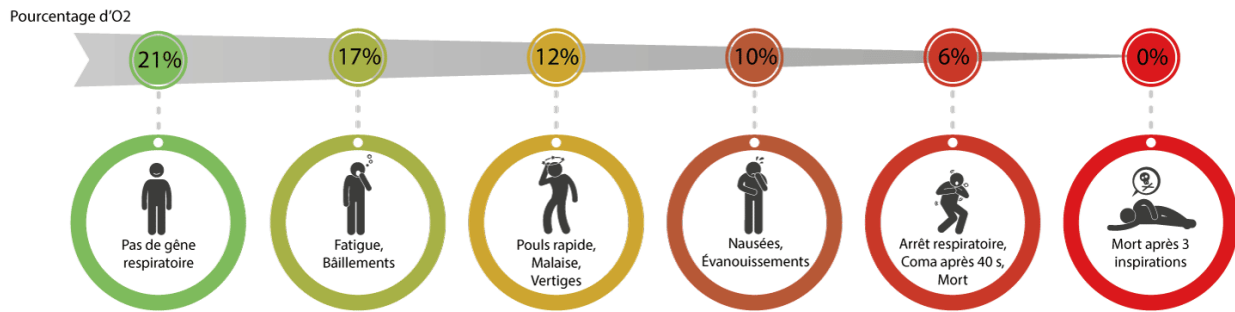 Pourcentage d'O2
21%
17%
12%
10%
6%
0%
Pas de gêne
respiratoire
Fatigue,
Bâillements
Pouls rapide,
Malaise,
Vertiges
Nausées,
Évanouissements
Arrêt respiratoire,
Coma après 40 s,
Mort
Mort après 3
inspirations